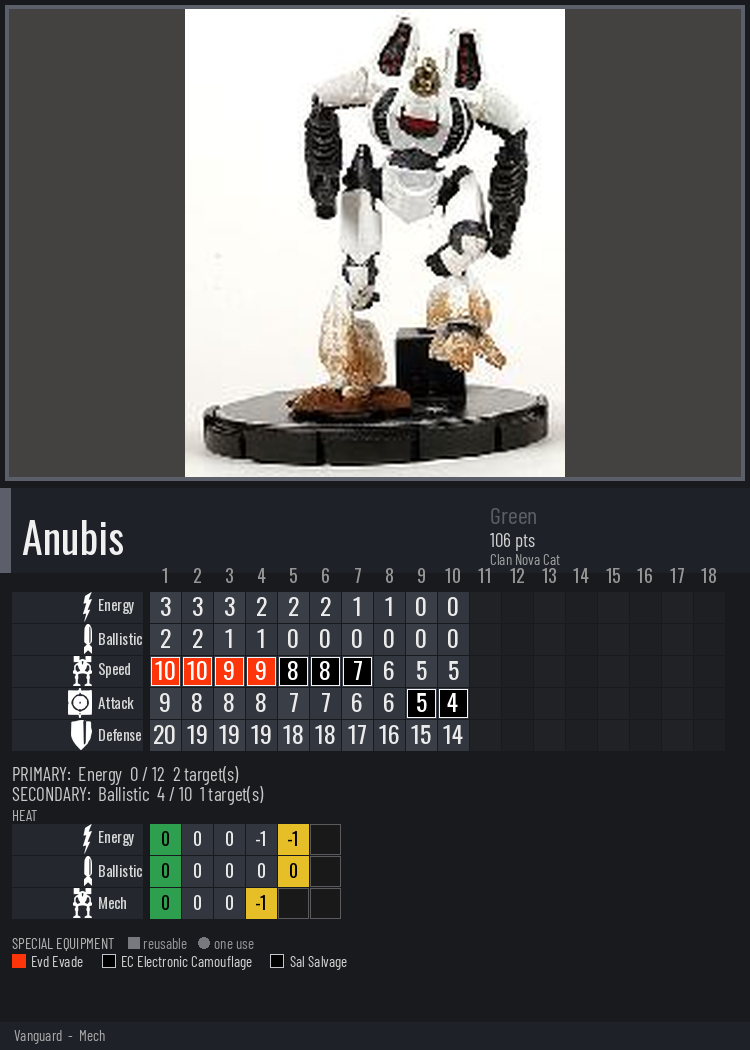 Anubis
Green
106 pts
Clan Nova Cat
1 2 3 4 5 6 7 8 9 10 11 12 13 14 15 16 17 18
Energy 3 3 3 2 2 2 1 1 0 0
Ballistic 2 2 1 1 0 0 0 0 0 0
Speed 10 10 9 9 8 8 7 6 5 5
Attack 9 8 8 8 7 7 6 6 5 4
Defense 20 19 19 19 18 18 17 16 15 14
PRIMARY: Energy 0 / 12 2 target(s)
SECONDARY: Ballistic 4 / 10 1 target(s)
HEAT
Energy 0 0 0 -1 -1
Ballistic 0 0 0 0 0
Mech 0 0 0 -1
SPECIAL EQUIPMENT reusable one use
Evd Evade EC Electronic Camouflage Sal Salvage
Vanguard - Mech